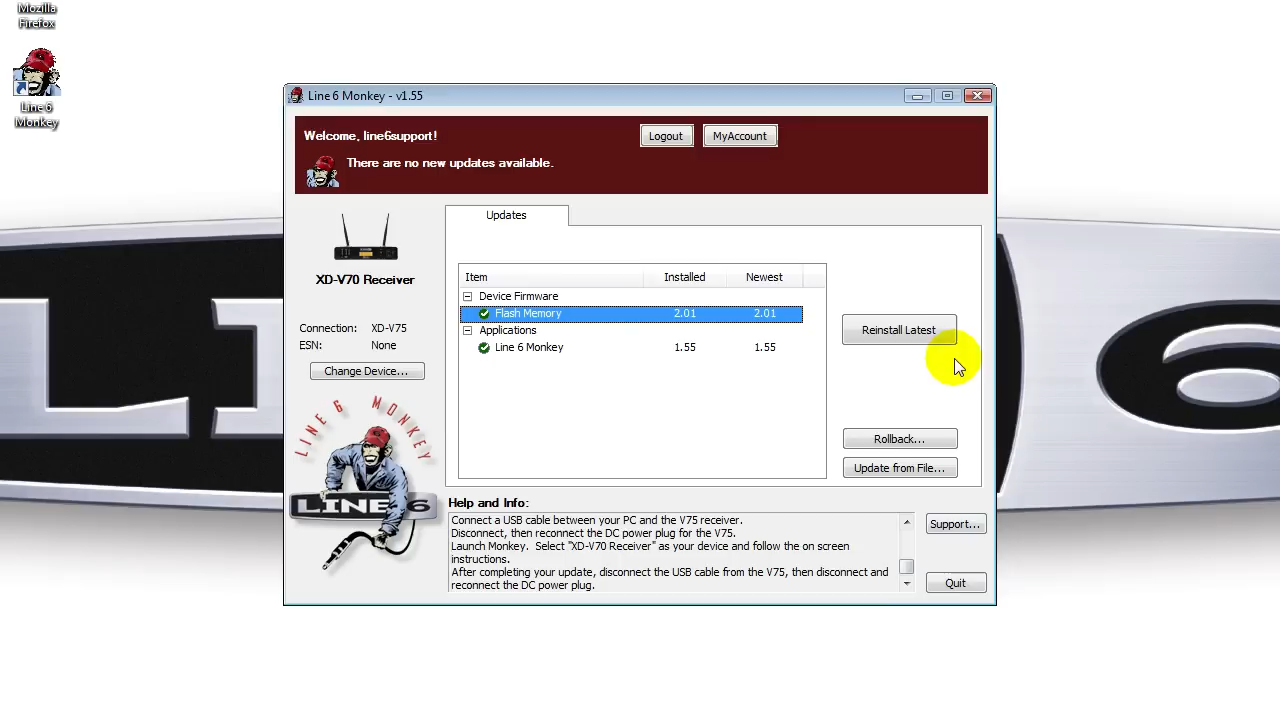 Mozilla
Firefox
Line 6
Monkey
Line 6 Monkey - v1.55
Welcome, line6support!
Logout
MyAccount
There are no new updates available.
Updates
XD-V70 Receiver
Connection: XD-V75
ESN: None
Change Device...
Item Installed Newest
Device Firmware
Flash Memory 2.01 2.01
Applications
Line 6 Monkey 1.55 1.55
Reinstall Latest
Rollback...
Update from File...
LINE 6 MONKEY
LINE 6
Help and Info:
Connect a USB cable between your PC and the V75 receiver.
Disconnect, then reconnect the DC power plug for the V75.
Launch Monkey. Select "XD-V70 Receiver" as your device and follow the on screen
instructions.
After completing your update, disconnect the USB cable from the V75, then disconnect and
reconnect the DC power plug.
Support...
Quit
LI 6